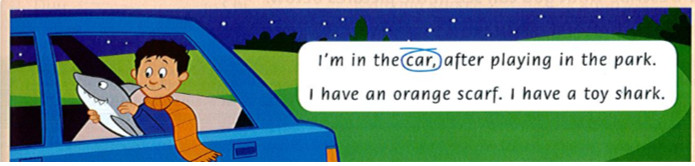 I'm in the car, after playing in the park.
I have an orange scarf. I have a toy shark.